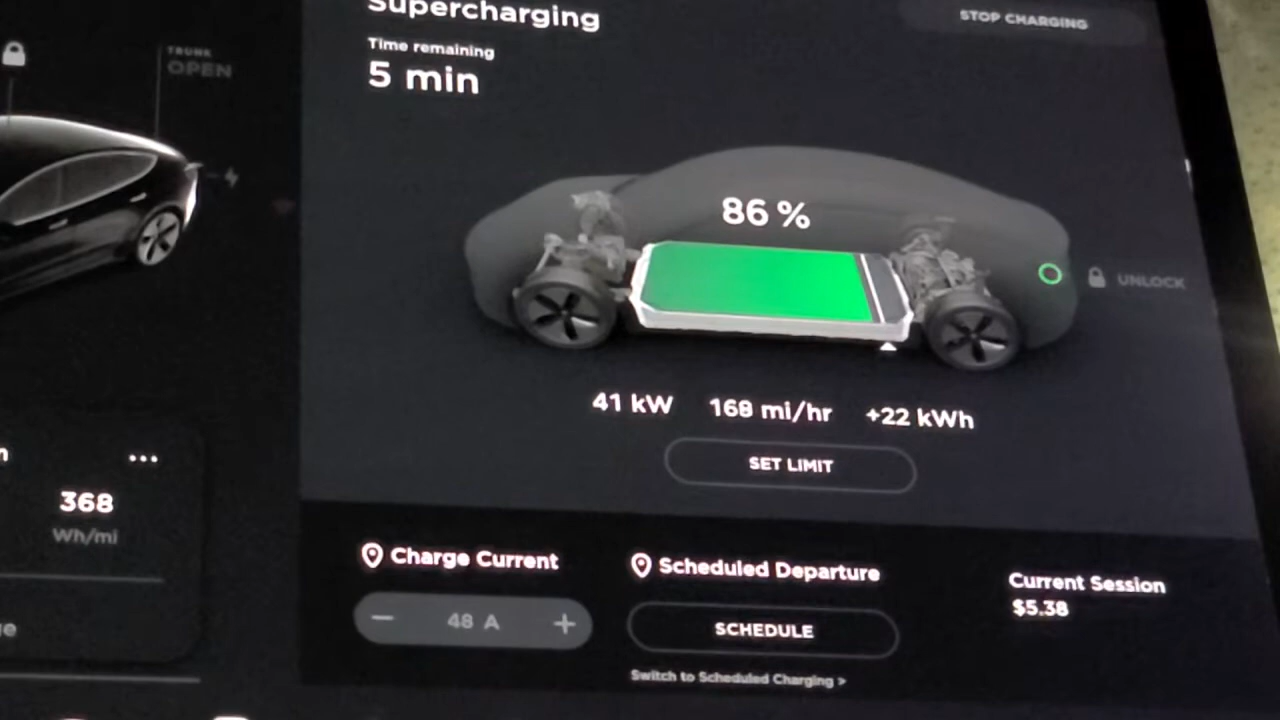 Supercharging
STOP CHARGING
Time remaining
5 min
TRUNK
OPEN
86 %
UNLOCK
41 kW 168 mi/hr +22 kWh
SET LIMIT
368
Wh/mi
Charge Current
48 A
Scheduled Departure
SCHEDULE
Switch to Scheduled Charging >
Current Session
$5.38